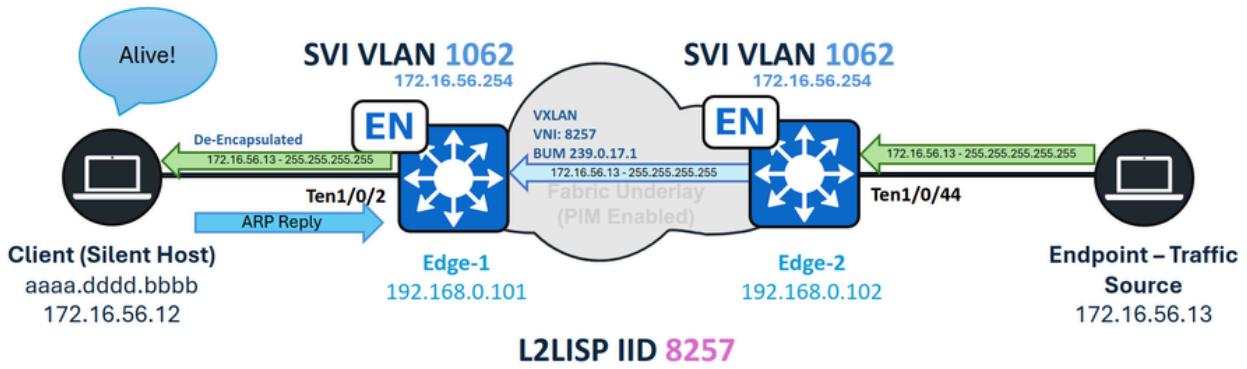 Alive!
SVI VLAN 1062
172.16.56.254
SVI VLAN 1062
172.16.56.254
EN
EN
VXLAN
VNI: 8257
BUM 239.0.17.1
De-Encapsulated
172.16.56.13 - 255.255.255.255
172.16.56.13 - 255.255.255.255
172.16.56.13 - 255.255.255.255
Fabric Underlay
(PIM Enabled)
Ten1/0/2
Ten1/0/44
ARP Reply
Client (Silent Host)
aaaa.dddd.bbbb
172.16.56.12
Edge-1
192.168.0.101
Edge-2
192.168.0.102
Endpoint – Traffic
Source
172.16.56.13
L2LISP IID 8257